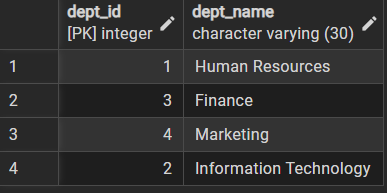 dept_id dept_name
[PK] integer character varying (30)
1 1 Human Resources
2 3 Finance
3 4 Marketing
4 2 Information Technology